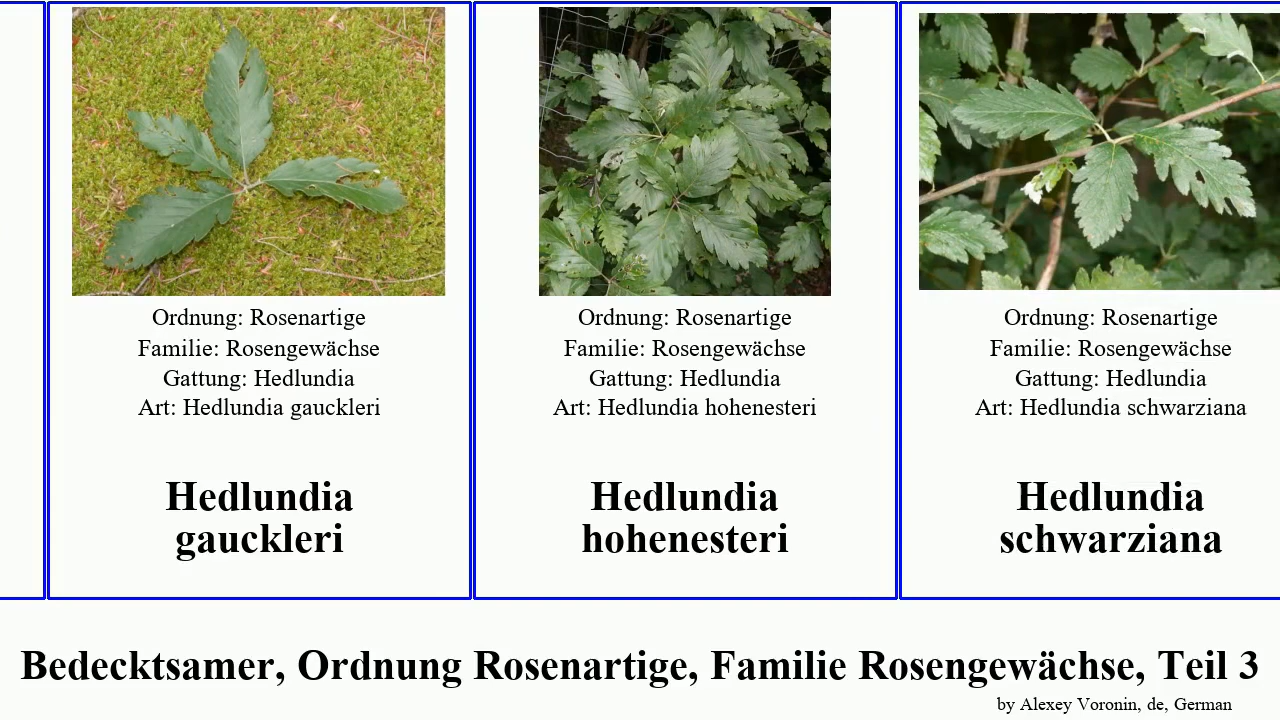 Ordnung: Rosenartige
Familie: Rosengewächse
Gattung: Hedlundia
Art: Hedlundia gauckleri
Hedlundia
gauckleri
Ordnung: Rosenartige
Familie: Rosengewächse
Gattung: Hedlundia
Art: Hedlundia hohenesteri
Hedlundia
hohenesteri
Ordnung: Rosenartige
Familie: Rosengewächse
Gattung: Hedlundia
Art: Hedlundia schwarziana
Hedlundia
schwarziana
Bedecktsamer, Ordnung Rosenartige, Familie Rosengewächse, Teil 3
by Alexey Voronin, de, German